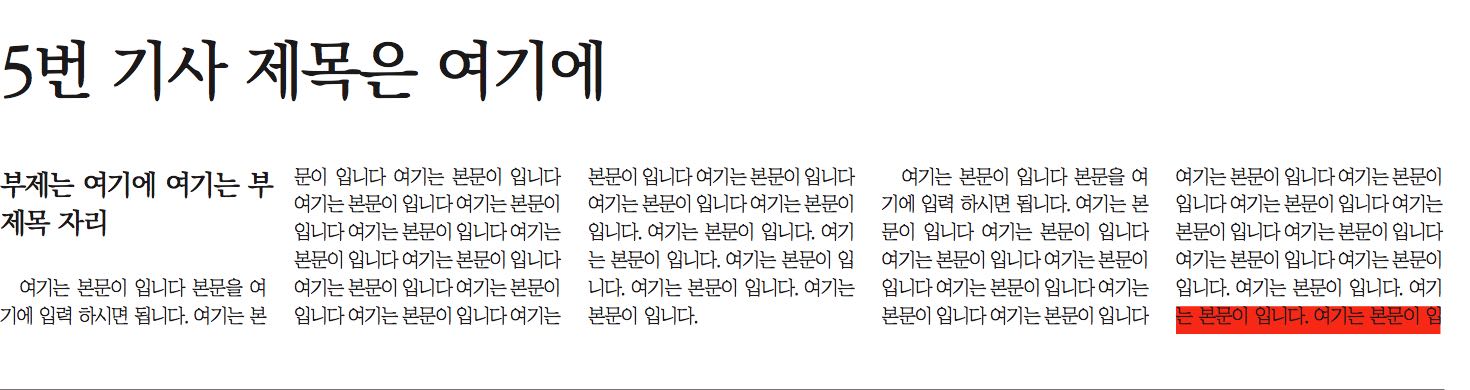 5번 기사 제목은 여기에
부제는 여기에 여기는 부
제목 자리
여기는 본문이 입니다 본문을 여
기에 입력 하시면 됩니다. 여기는 본
문이 입니다 여기는 본문이 입니다
여기는 본문이 입니다 여기는 본문이
입니다 여기는 본문이 입니다 여기는
본문이 입니다 여기는 본문이 입니다
여기는 본문이 입니다 여기는 본문이
입니다 여기는 본문이 입니다 여기는
본문이 입니다 여기는 본문이 입니다
여기는 본문이 입니다 여기는 본문이
입니다. 여기는 본문이 입니다. 여기
는 본문이 입니다. 여기는 본문이 입
니다. 여기는 본문이 입니다. 여기는
본문이 입니다.
여기는 본문이 입니다 본문을 여
기에 입력 하시면 됩니다. 여기는 본
문이 입니다 여기는 본문이 입니다
여기는 본문이 입니다 여기는 본문이
입니다 여기는 본문이 입니다 여기는
본문이 입니다 여기는 본문이 입니다
여기는 본문이 입니다 여기는 본문이
입니다 여기는 본문이 입니다 여기는
본문이 입니다 여기는 본문이 입니다
여기는 본문이 입니다 여기는 본문이
입니다. 여기는 본문이 입니다. 여기
는 본문이 입니다. 여기는 본문이 입